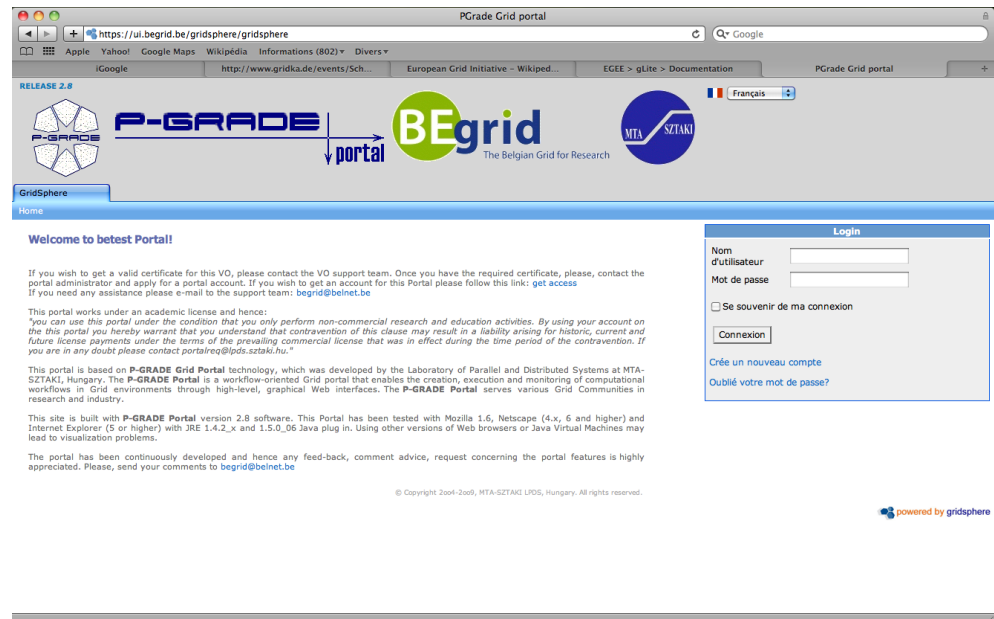 PGrade Grid portal
https://ui.begrid.be/gridsphere/gridsphere
Google
Apple Yahoo! Google Maps Wikipédia Informations (802) Divers
iGoogle
http://www.gridka.de/events/Sch...
European Grid Initiative – Wikiped...
EGEE > gLite > Documentation
PGrade Grid portal
RELEASE 2.8
P-GRADE
P-GRADE
portal
BEgrid
The Belgian Grid for Research
MTA SZTAKI
Français
GridSphere
Home
Welcome to betest Portal!
If you wish to get a valid certificate for this VO, please contact the VO support team. Once you have the required certificate, please, contact the
portal administrator and apply for a portal account. If you wish to get an account for this Portal please follow this link: get access
If you need any assistance please e-mail to the support team: begrid@belnet.be
This portal works under an academic license and hence:
"you can use this portal under the condition that you only perform non-commercial research and education activities. By using your account on
the this portal you hereby warrant that you understand that contravention of this clause may result in a liability arising for historic, current and
future license payments under the terms of the prevailing commercial license that was in effect during the time period of the contravention. If
you are in any doubt please contact portalreq@lpds.sztaki.hu."
This portal is based on P-GRADE Grid Portal technology, which was developed by the Laboratory of Parallel and Distributed Systems at MTA-
SZTAKI, Hungary. The P-GRADE Portal is a workflow-oriented Grid portal that enables the creation, execution and monitoring of computational
workflows in Grid environments through high-level, graphical Web interfaces. The P-GRADE Portal serves various Grid Communities in
research and industry.
This site is built with P-GRADE Portal version 2.8 software. This Portal has been tested with Mozilla 1.6, Netscape (4.x, 6 and higher) and
Internet Explorer (5 or higher) with JRE 1.4.2_x and 1.5.0_06 Java plug in. Using other versions of Web browsers or Java Virtual Machines may
lead to visualization problems.
The portal has been continuously developed and hence any feed-back, comment advice, request concerning the portal features is highly
appreciated. Please, send your comments to begrid@belnet.be
© Copyright 2oo4-2oo9, MTA-SZTAKI LPDS, Hungary. All rights reserved.
Login
Nom
d'utilisateur
Mot de passe
Se souvenir de ma connexion
Connexion
Crée un nouveau compte
Oublié votre mot de passe?
powered by gridsphere